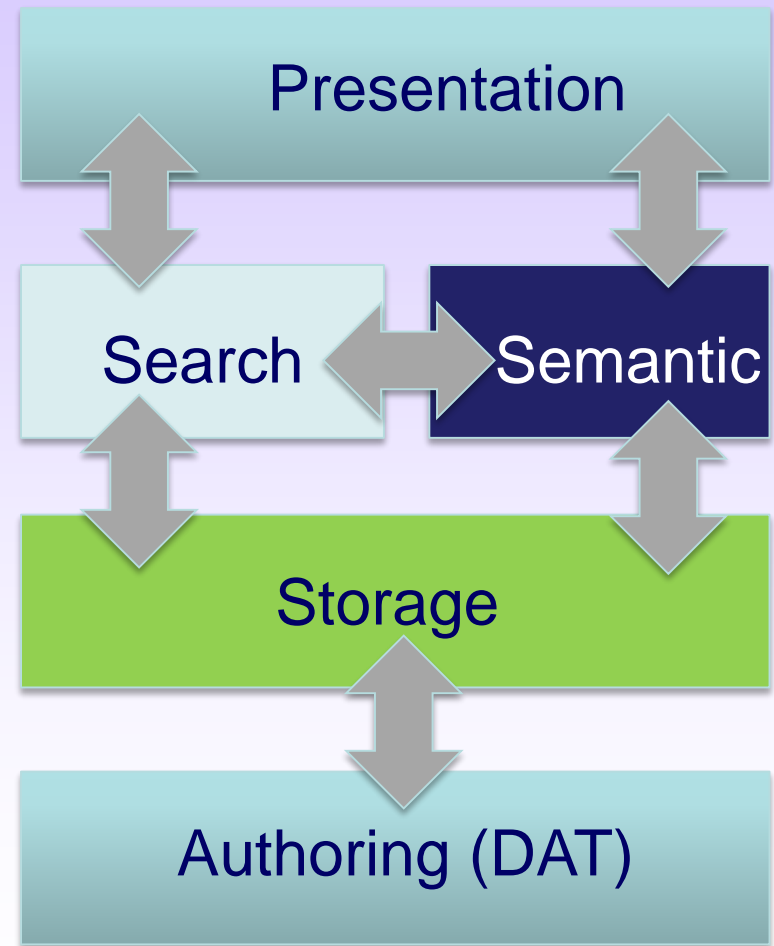 Presentation
Search
Semantic
Storage
Authoring (DAT)